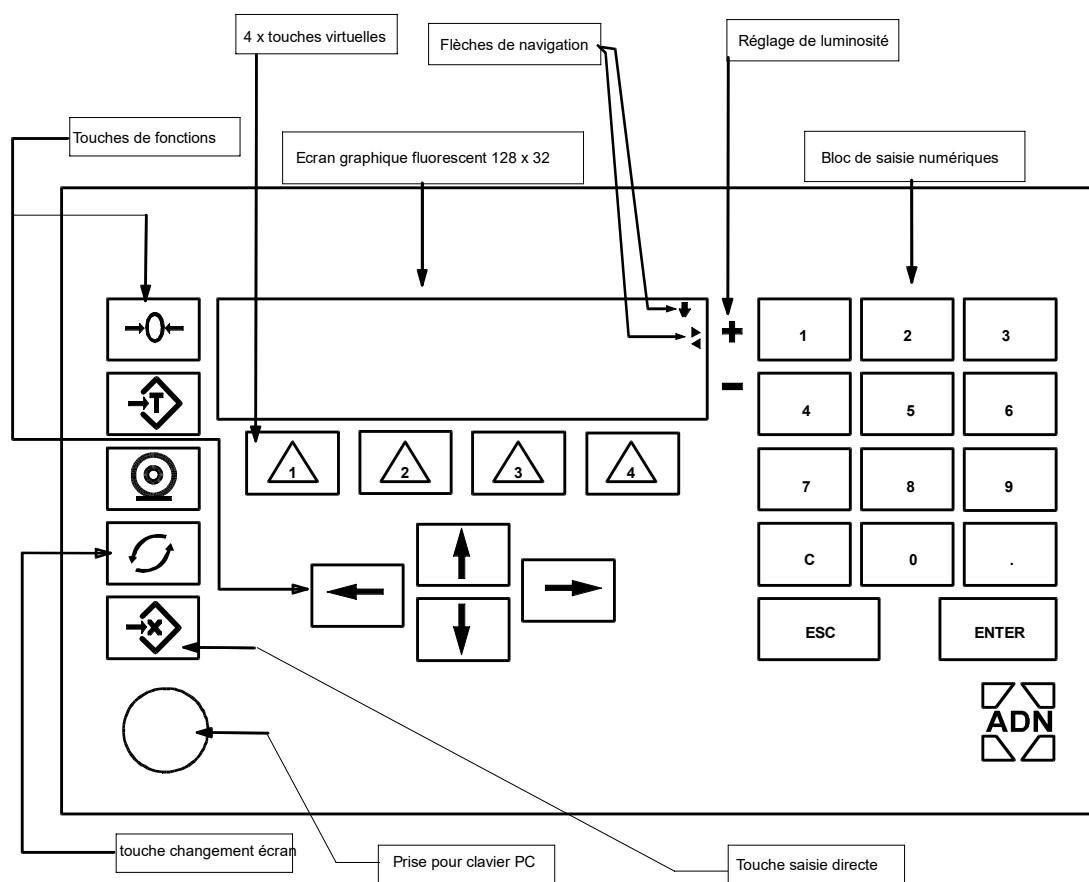 4 x touches virtuelles
Flèches de navigation
Réglage de luminosité
Touches de fonctions
Ecran graphique fluorescent 128 x 32
Bloc de saisie numériques
0
+
1
2
3
T
-
4
5
6
1
2
3
4
7
8
9
C
0
.
X
ESC
ENTER
ADN
touche changement écran
Prise pour clavier PC
Touche saisie directe